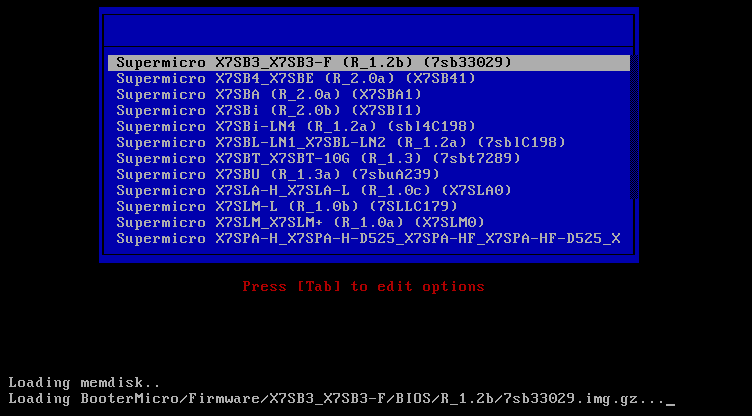 Supermicro X7SB3_X7SB3-F (R_1.2b) (7sb33029)
Supermicro X7SB4_X7SBE (R_2.0a) (X7SB41)
Supermicro X7SBA (R_2.0a) (X7SBA1)
Supermicro X7SBi (R_2.0b) (X7SBI1)
Supermicro X7SBi-LN4 (R_1.2a) (sbl4C198)
Supermicro X7SBL-LN1_X7SBL-LN2 (R_1.2a) (7sblC198)
Supermicro X7SBT_X7SBT-10G (R_1.3) (7sbt7289)
Supermicro X7SBU (R_1.3a) (7sbuA239)
Supermicro X7SLA-H_X7SLA-L (R_1.0c) (X7SLA0)
Supermicro X7SLM-L (R_1.0b) (7SLLC179)
Supermicro X7SLM_X7SLM+ (R_1.0a) (X7SLM0)
Supermicro X7SPA-H_X7SPA-H-D525_X7SPA-HF_X7SPA-HF-D525_X
Press [Tab] to edit options
Loading memdisk..
Loading BooterMicro/Firmware/X7SB3_X7SB3-F/BIOS/R_1.2b/7sb33029.img.gz..._